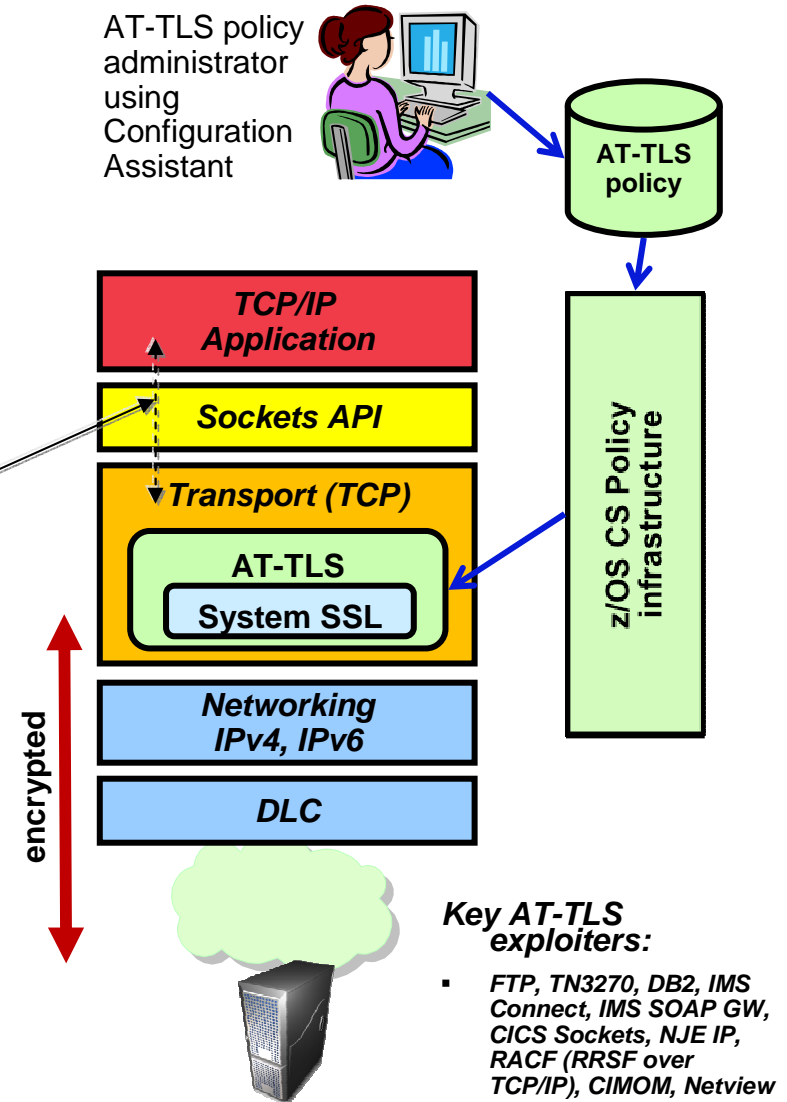 AT-TLS policy
administrator
using
Configuration
Assistant
AT-TLS
policy
TCP/IP
Application
Sockets API
Transport (TCP)
AT-TLS
System SSL
Networking
IPv4, IPv6
DLC
z/OS CS Policy
infrastructure
encrypted
Key AT-TLS
exploiters:
▪ FTP, TN3270, DB2, IMS
Connect, IMS SOAP GW,
CICS Sockets, NJE IP,
RACF (RRSF over
TCP/IP), CIMOM, Netview